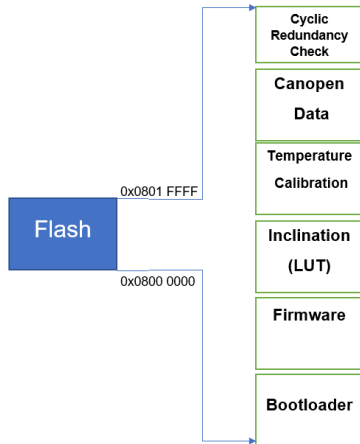 Cyclic
Redundancy
Check
Canopen
Data
Temperature
Calibration
0x0801 FFFF
Flash
Inclination
(LUT)
0x0800 0000
Firmware
Bootloader